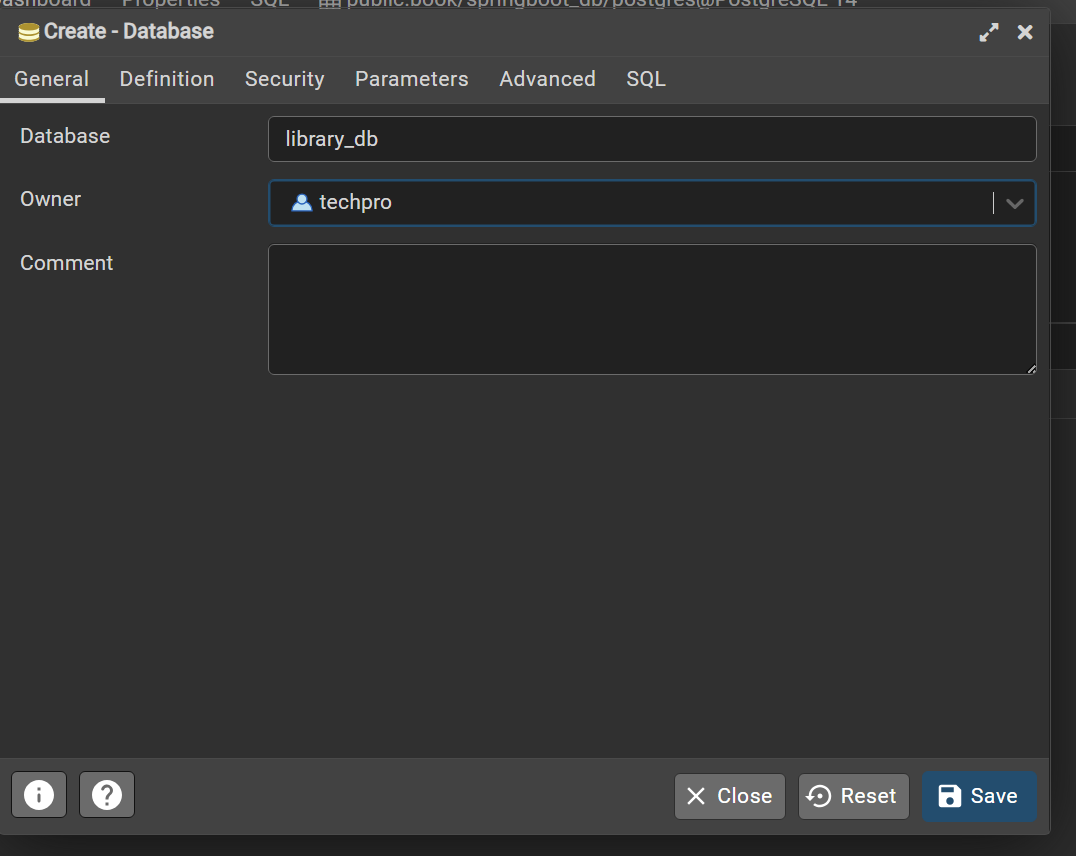 Properties
SQL
public.book/springboot_db/postgres@PostgreSQL 14
Create - Database
General Definition Security Parameters Advanced SQL
Database
library_db
Owner
techpro
Comment
Close Reset Save